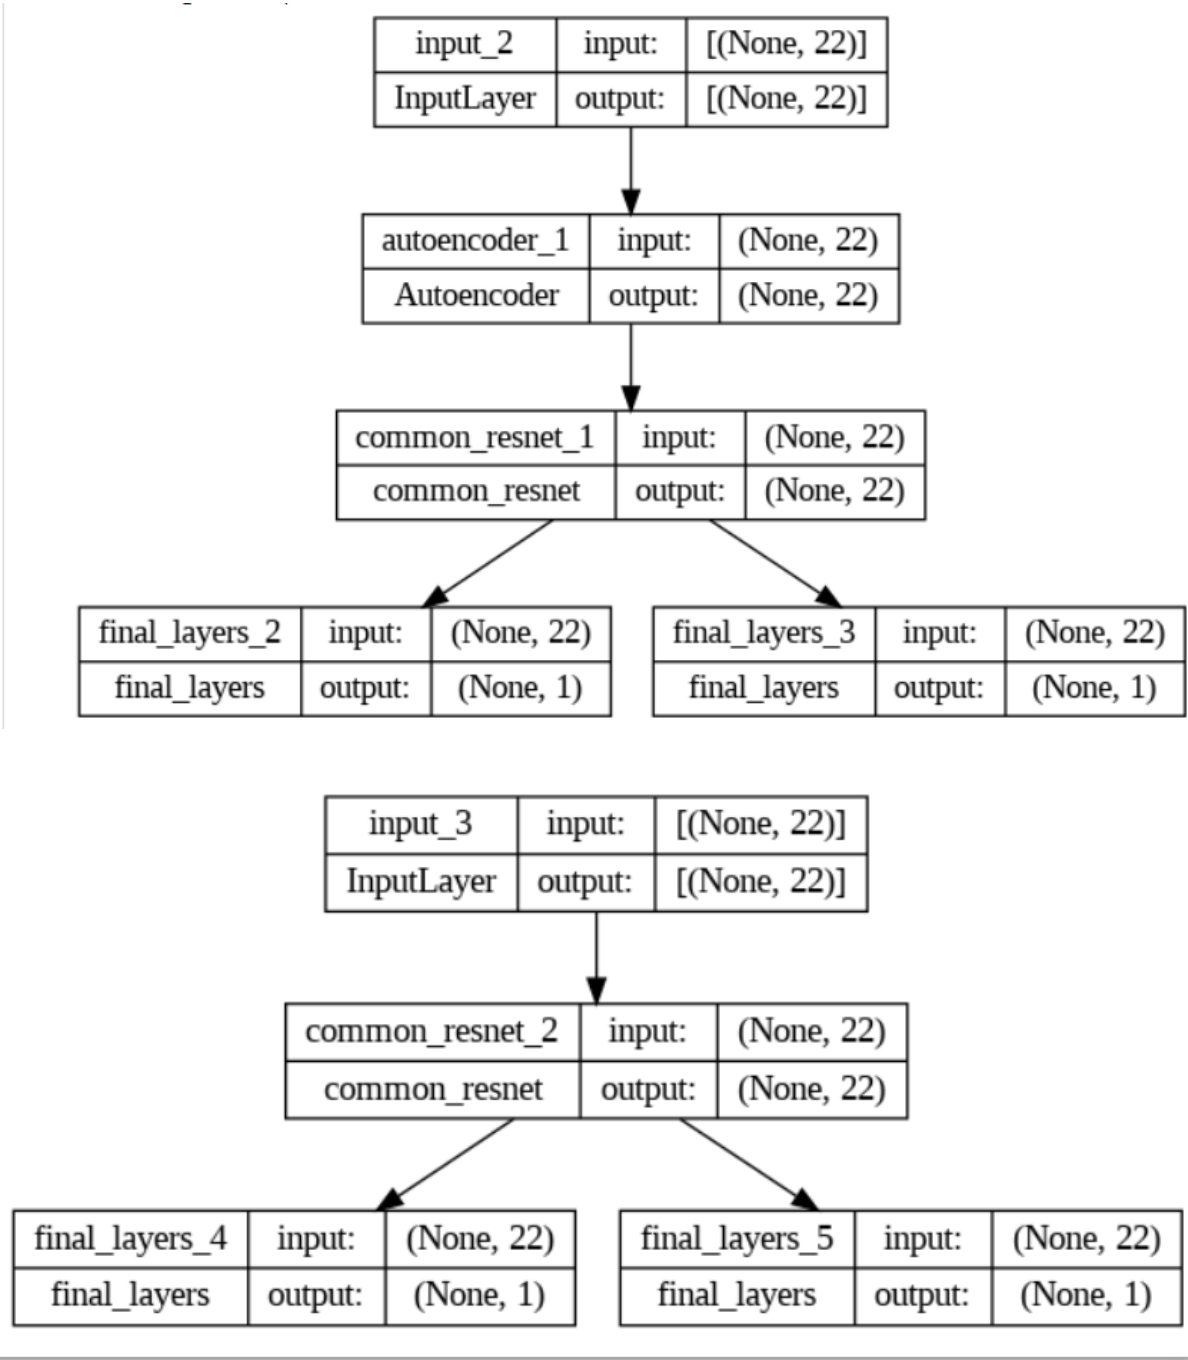 input_2 input: [(None, 22)]
InputLayer output: [(None, 22)]
autoencoder_1 input: (None, 22)
Autoencoder output: (None, 22)
common_resnet_1 input: (None, 22)
common_resnet output: (None, 22)
final_layers_2 input: (None, 22) final_layers_3 input: (None, 22)
final_layers output: (None, 1) final_layers output: (None, 1)
input_3 input: [(None, 22)]
InputLayer output: [(None, 22)]
common_resnet_2 input: (None, 22)
common_resnet output: (None, 22)
final_layers_4 input: (None, 22) final_layers_5 input: (None, 22)
final_layers output: (None, 1) final_layers output: (None, 1)